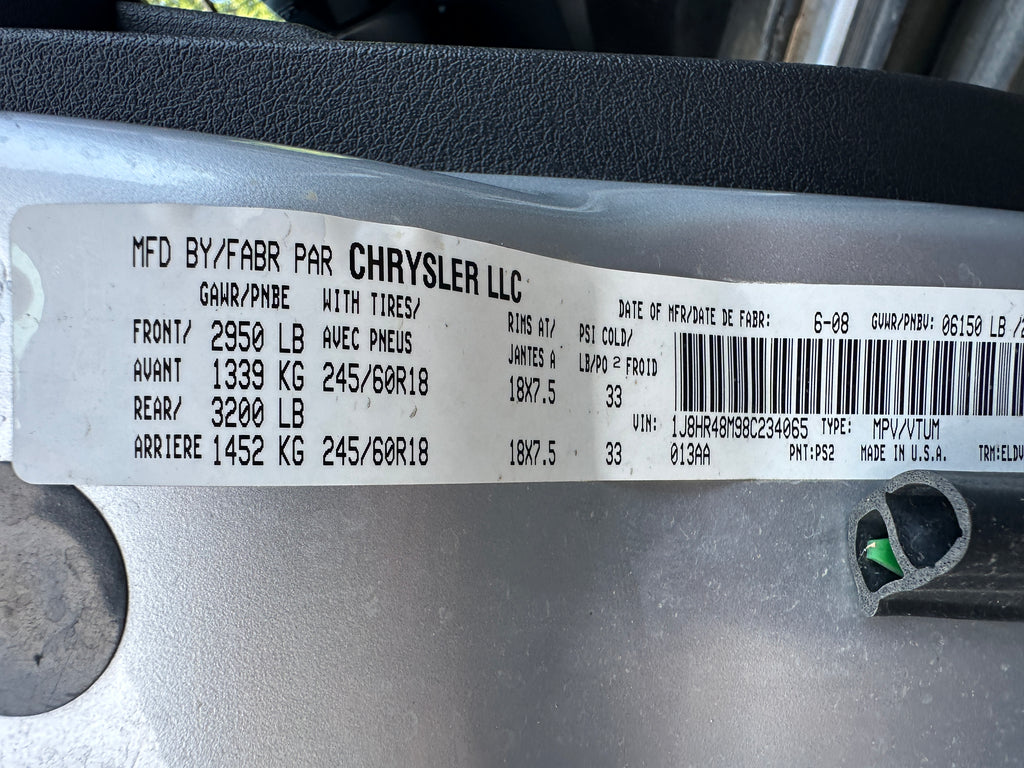 MFD BY/FABR PAR CHRYSLER LLC
DATE OF MFR/DATE DE FABR: 6-08 GVWR/PNBV: 06150 LB
GAWR/PNBE WITH TIRES/ RIMS AT/ PSI COLD/
FRONT/ 2950 LB AVEC PNEUS JANTES A LB/PO 2 FROID
AVANT 1339 KG 245/60R18 18X7.5 33
REAR/ 3200 LB
ARRIERE 1452 KG 245/60R18 18X7.5 33
VIN: 1J8HR48M98C234065 TYPE: MPV/VTUM
013AA PNT:PS2 MADE IN U.S.A. TRM:ELDV